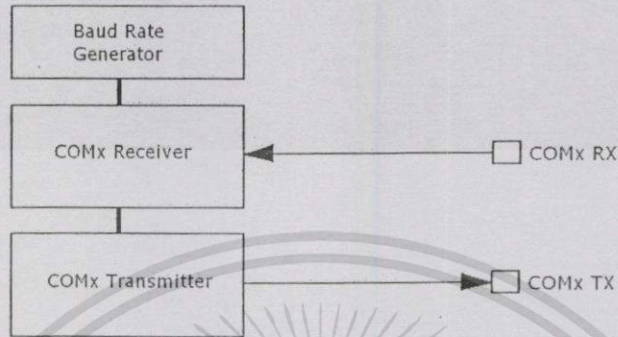 Baud Rate
Generator
COMx Receiver
COMx RX
COMx Transmitter
COMx TX